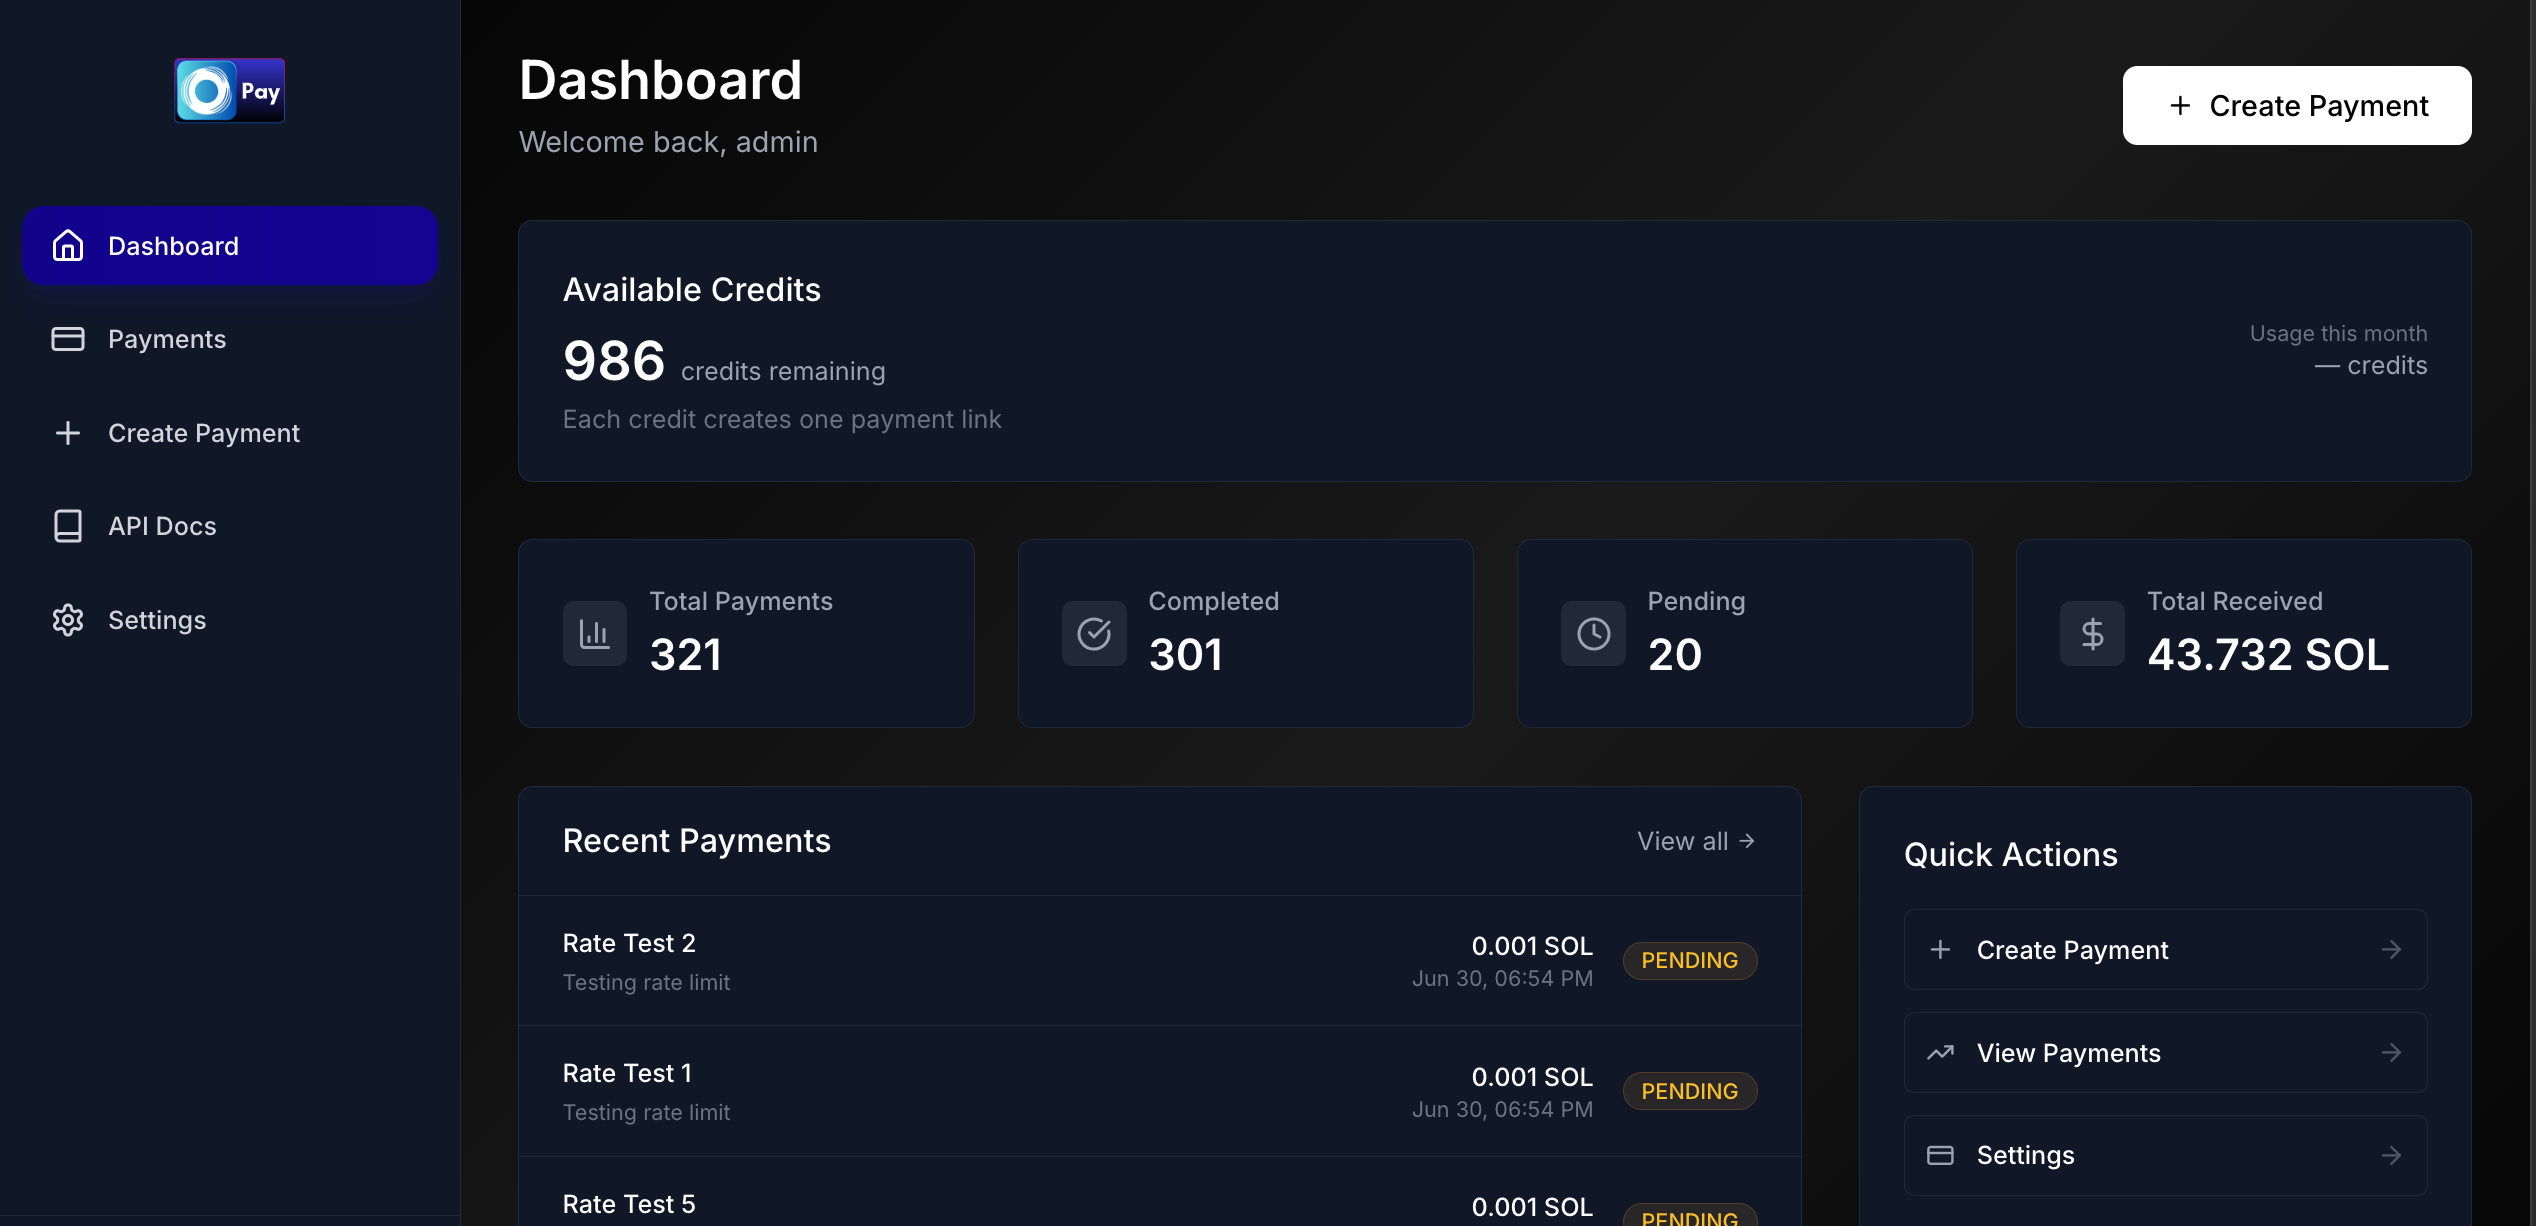 Pay
Dashboard
Payments
Create Payment
API Docs
Settings
Dashboard
Welcome back, admin
Create Payment
Available Credits
986 credits remaining
Each credit creates one payment link
Usage this month
— credits
Total Payments
321
Completed
301
Pending
20
Total Received
43.732 SOL
Recent Payments
View all →
Rate Test 2
Testing rate limit
0.001 SOL
Jun 30, 06:54 PM
PENDING
Rate Test 1
Testing rate limit
0.001 SOL
Jun 30, 06:54 PM
PENDING
Rate Test 5
0.001 SOL
PENDING
Quick Actions
Create Payment
View Payments
Settings